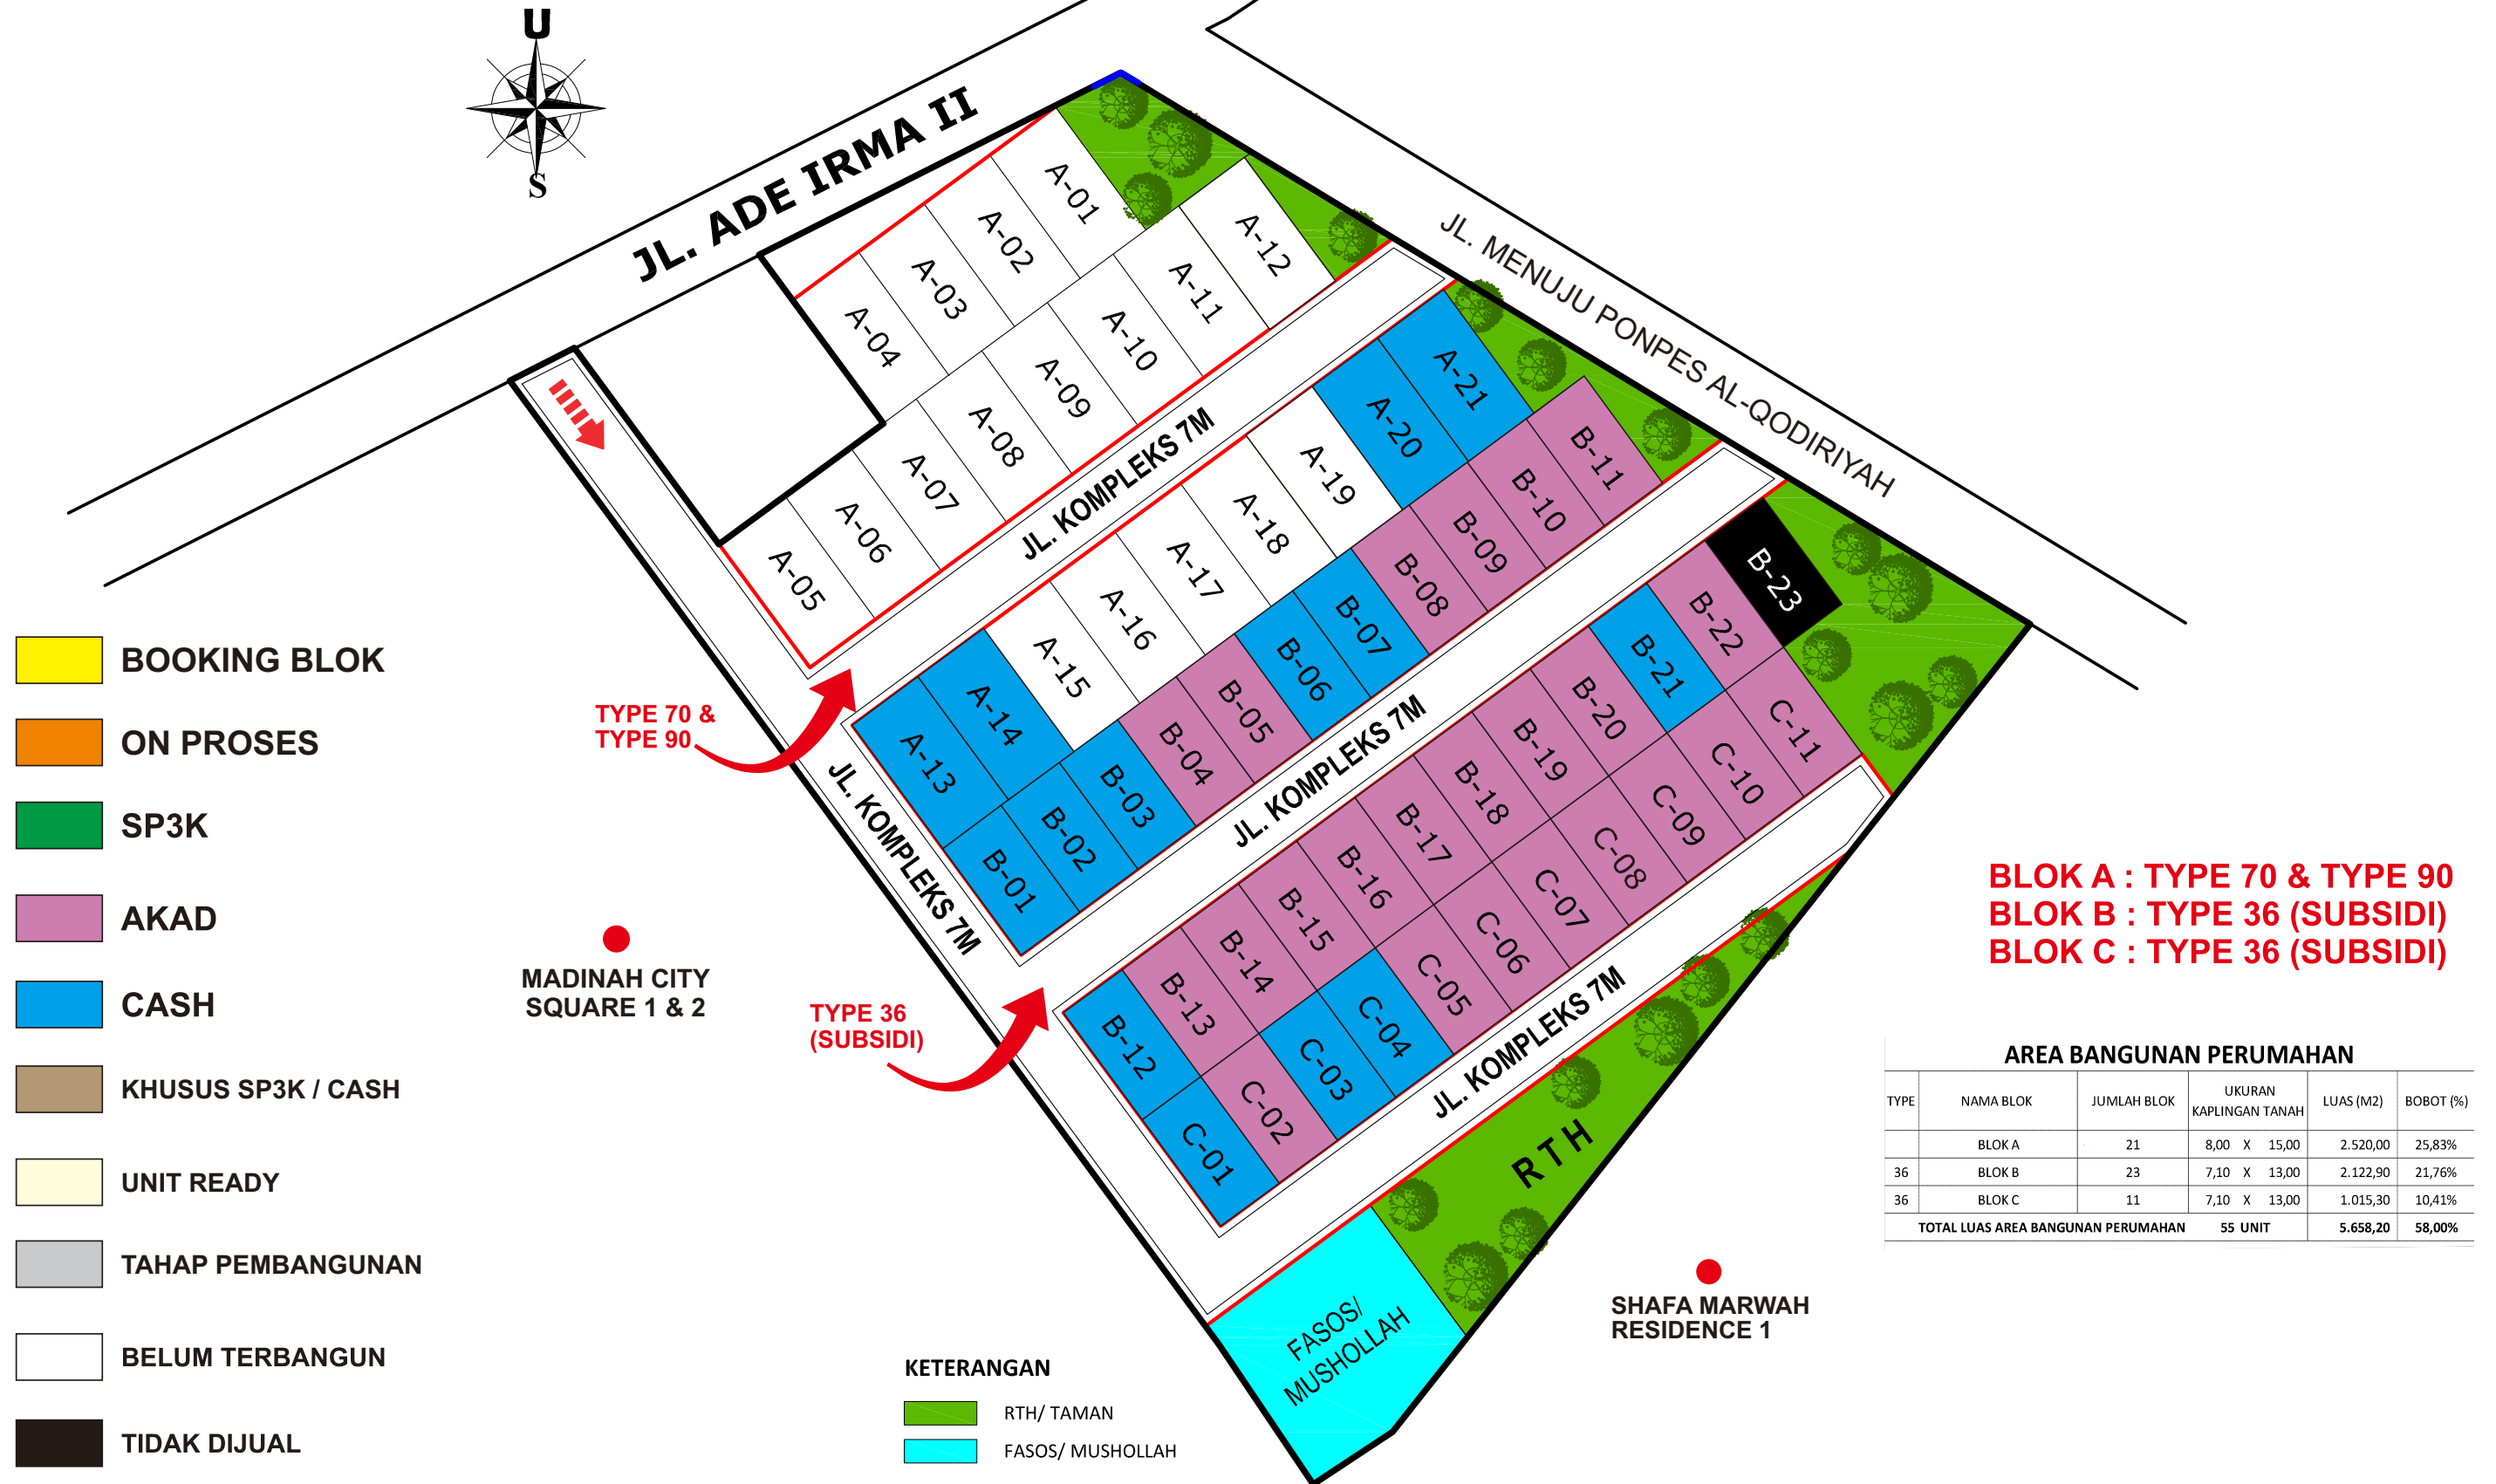 U
S
JL. ADE IRMA II
JL. MENUJU PONPES AL-QODIRIYAH
A-01
A-02
A-03
A-04
A-12
A-11
A-10
A-09
A-08
A-07
A-06
A-05
JL. KOMPLEKS 7M
A-21
A-20
A-19
A-18
A-17
A-16
A-15
A-14
A-13
B-11
B-10
B-09
B-08
B-07
B-06
B-05
B-04
B-03
B-02
B-01
JL. KOMPLEKS 7M
JL. KOMPLEKS 7M
B-23
B-22
B-21
B-20
B-19
B-18
B-17
B-16
B-15
B-14
B-13
B-12
C-11
C-10
C-09
C-08
C-07
C-06
C-05
C-04
C-03
C-02
C-01
JL. KOMPLEKS 7M
RTH
FASOS/
MUSHOLLAH
TYPE 70 &
TYPE 90
TYPE 36
(SUBSIDI)
MADINAH CITY
SQUARE 1 & 2
SHAFA MARWAH
RESIDENCE 1
BOOKING BLOK
ON PROSES
SP3K
AKAD
CASH
KHUSUS SP3K / CASH
UNIT READY
TAHAP PEMBANGUNAN
BELUM TERBANGUN
TIDAK DIJUAL
KETERANGAN
RTH/ TAMAN
FASOS/ MUSHOLLAH
BLOK A : TYPE 70 & TYPE 90
BLOK B : TYPE 36 (SUBSIDI)
BLOK C : TYPE 36 (SUBSIDI)
AREA BANGUNAN PERUMAHAN
TYPE NAMA BLOK JUMLAH BLOK UKURAN KAPLINGAN TANAH LUAS (M2) BOBOT (%)
BLOK A 21 8,00 X 15,00 2.520,00 25,83%
36 BLOK B 23 7,10 X 13,00 2.122,90 21,76%
36 BLOK C 11 7,10 X 13,00 1.015,30 10,41%
TOTAL LUAS AREA BANGUNAN PERUMAHAN 55 UNIT 5.658,20 58,00%